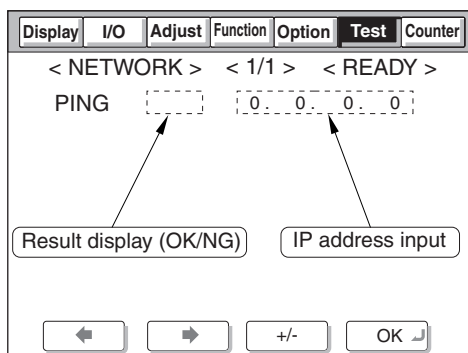 Display I/O Adjust Function Option Test Counter
< NETWORK > < 1/1 > < READY >
PING 0. 0. 0. 0
Result display (OK/NG) IP address input
+/- OK